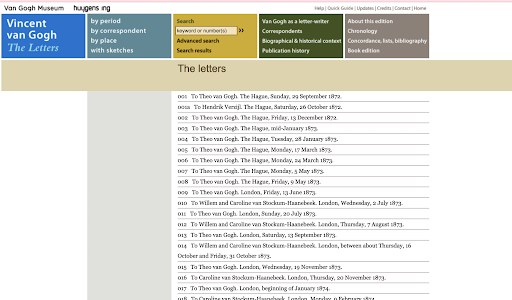 Van Gogh Museum huygens ing
Help | Quick Guide | Updates | Credits | Contact | Home
Vincent
van Gogh
The Letters
by period
by correspondent
by place
with sketches
Search
keyword or number(s)
Advanced search
Search results
Van Gogh as a letter-writer
Correspondents
Biographical & historical context
Publication history
About this edition
Chronology
Concordance, lists, bibliography
Book edition
The letters
001 To Theo van Gogh. The Hague, Sunday, 29 September 1872.
001a To Hendrik Verzijl. The Hague, Saturday, 26 October 1872.
002 To Theo van Gogh. The Hague, Friday, 13 December 1872.
003 To Theo van Gogh. The Hague, mid-January 1873.
004 To Theo van Gogh. The Hague, Tuesday, 28 January 1873.
005 To Theo van Gogh. The Hague, Monday, 17 March 1873.
006 To Theo van Gogh. The Hague, Monday, 24 March 1873.
007 To Theo van Gogh. The Hague, Monday, 5 May 1873.
008 To Theo van Gogh. The Hague, Friday, 9 May 1873.
009 To Theo van Gogh. London, Friday, 13 June 1873.
010 To Willem and Caroline van Stockum-Haanebeek. London, Wednesday, 2 July 1873.
011 To Theo van Gogh. London, Sunday, 20 July 1873.
012 To Willem and Caroline van Stockum-Haanebeek. London, Thursday, 7 August 1873.
013 To Theo van Gogh. London, Saturday, 13 September 1873.
014 To Willem and Caroline van Stockum-Haanebeek. London, between about Thursday, 16
October and Friday, 31 October 1873.
015 To Theo van Gogh. London, Wednesday, 19 November 1873.
016 To Caroline van Stockum-Haanebeek. London, Thursday, 20 November 1873.
017 To Theo van Gogh. London, beginning of January 1874.
018 To Caroline van Stockum-Haanebeek. London, Monday, 9 February 1874.